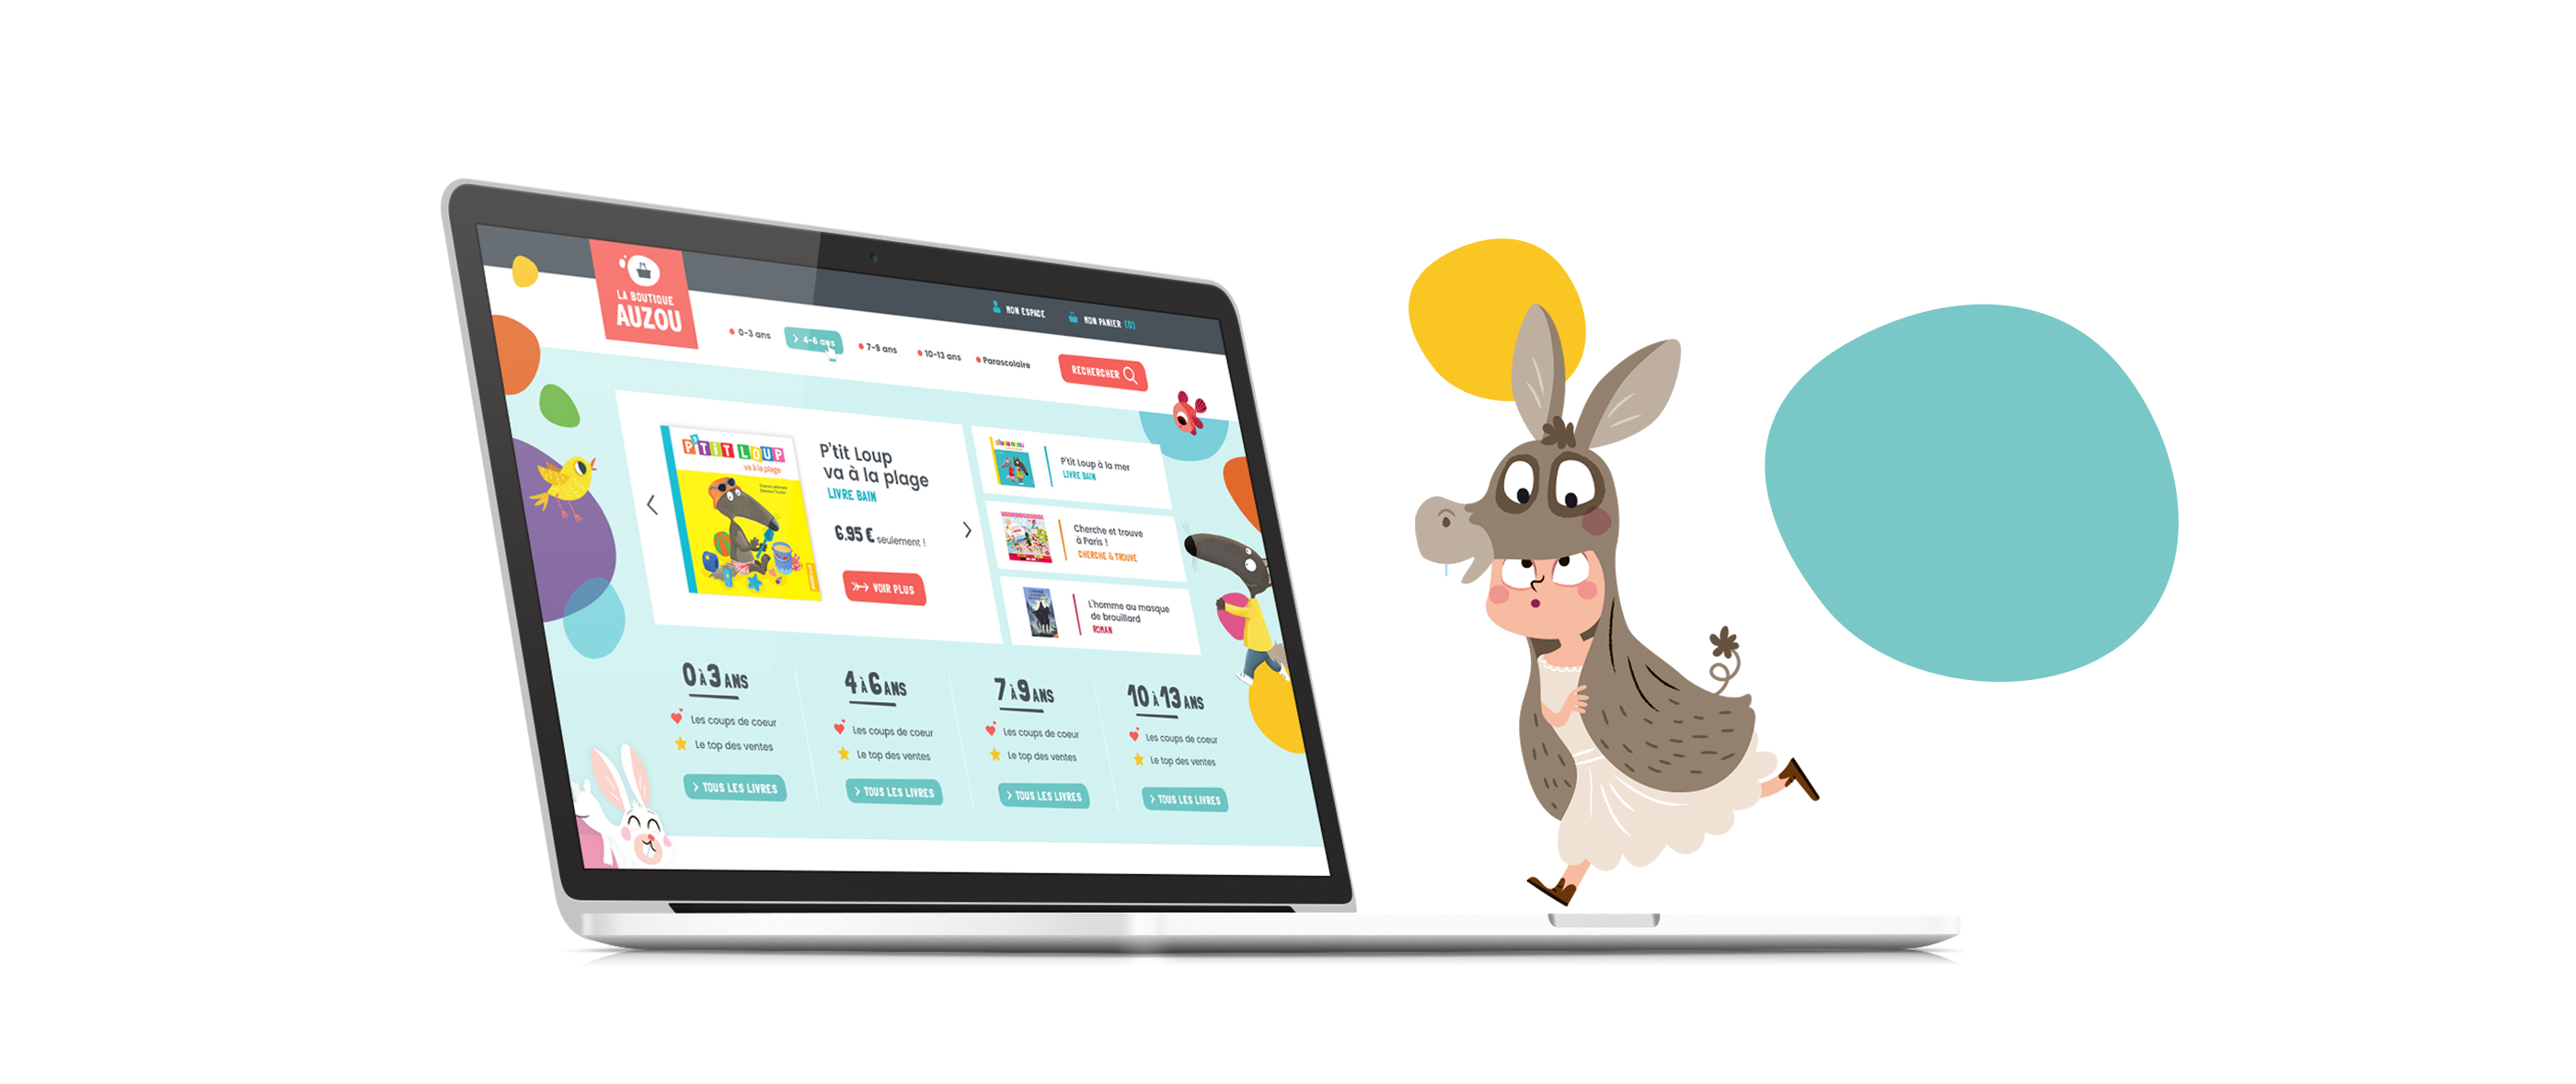 LA BOUTIQUE
AUZOU
MON ESPACE
MON PANIER (0)
0-3 ans
4-6 ans
7-9 ans
10-13 ans
Parascolaire
RECHERCHER
P'TIT LOUP
va à la plage
P'tit Loup
va à la plage
LIVRE BAIN
6.95 € seulement !
VOIR PLUS
P'tit Loup à la mer
LIVRE BAIN
Cherche et trouve
à Paris !
CHERCHE & TROUVE
L'homme au masque
de brouillard
ROMAN
0 À 3 ANS
Les coups de coeur
Le top des ventes
TOUS LES LIVRES
4 À 6 ANS
Les coups de coeur
Le top des ventes
TOUS LES LIVRES
7 À 9 ANS
Les coups de coeur
Le top des ventes
TOUS LES LIVRES
10 À 13 ANS
Les coups de coeur
Le top des ventes
TOUS LES LIVRES